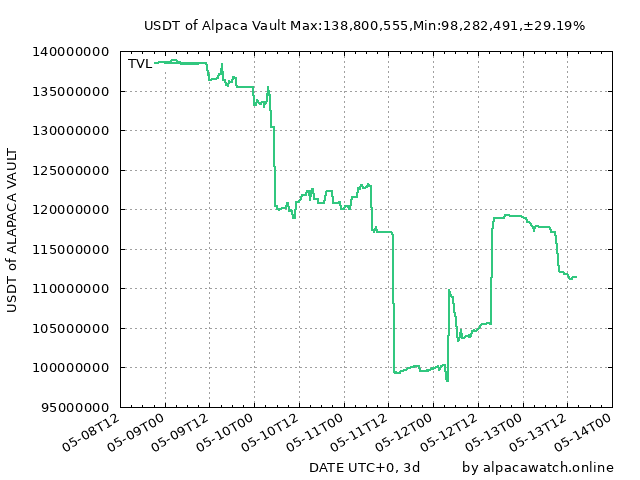 USDT of Alpaca Vault Max:138,800,555,Min:98,282,491,±29.19%
140000000
TVL
135000000
130000000
125000000
120000000
115000000
110000000
105000000
100000000
95000000
USDT of ALAPACA VAULT
05-08T12
05-09T00
05-09T12
05-10T00
05-10T12
05-11T00
05-11T12
05-12T00
05-12T12
05-13T00
05-13T12
05-14T00
DATE UTC+0, 3d
by alpacawatch.online